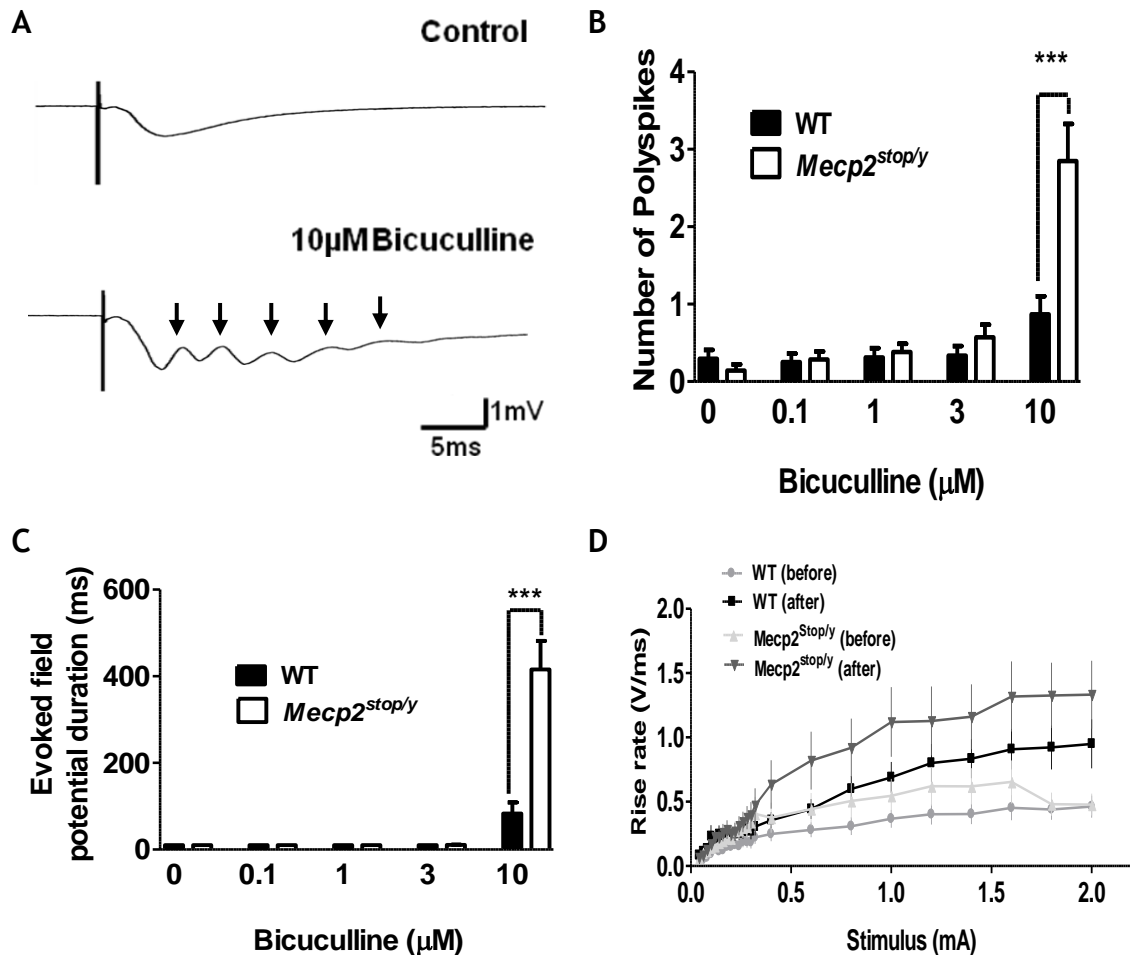 A
Control
10µMBicuculline
1mV
5ms
B
***
4
3
2
1
0
Number of Polyspikes
WT
Mecp2stop/y
0 0.1 1 3 10
Bicuculline (µM)
C
***
600
400
200
0
Evoked field
potential duration (ms)
WT
Mecp2stop/y
0 0.1 1 3 10
Bicuculline (µM)
D
WT (before)
WT (after)
Mecp2Stop/y (before)
Mecp2stop/y (after)
2.0
1.5
1.0
0.5
0.0
Rise rate (V/ms)
0.0 0.5 1.0 1.5 2.0
Stimulus (mA)